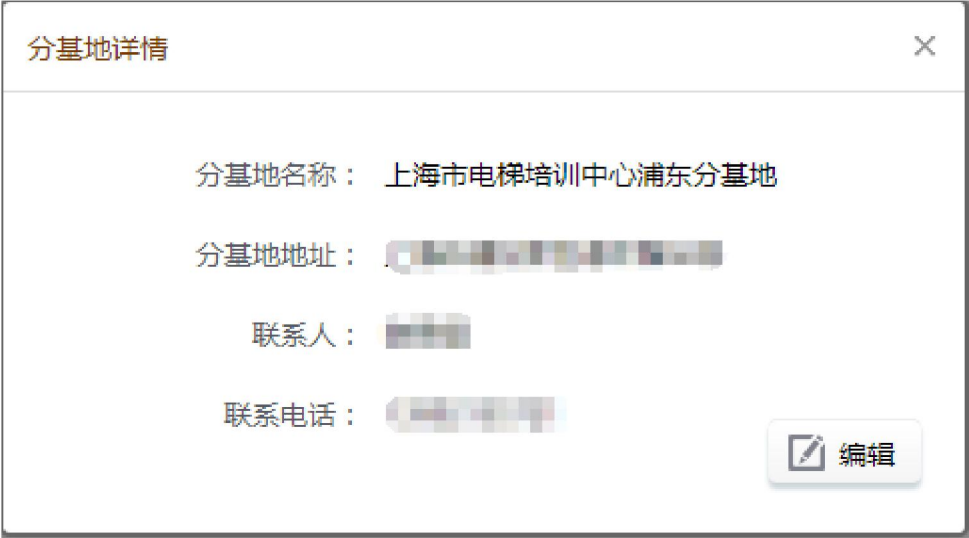 分基地详情
分基地名称： 上海市电梯培训中心浦东分基地
分基地地址：
联系人：
联系电话：
编辑